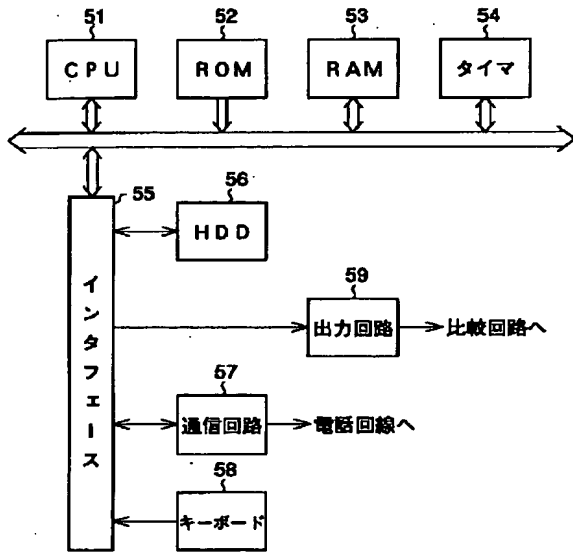 51
52
53
54
CPU
ROM
RAM
タイマ
55
56
HDD
インタフェース
59
出力回路
比較回路へ
57
通信回路
電話回線へ
58
キーボード